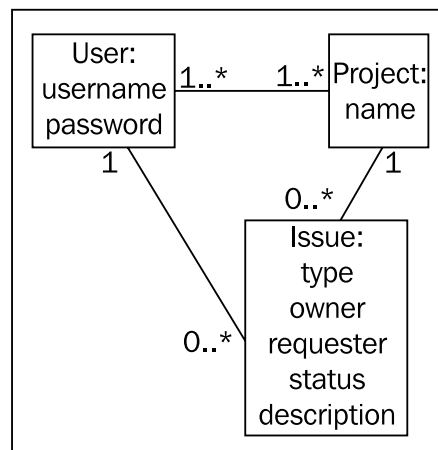 User:
username
password
1..*
1..*
Project:
name
1
1
0..*
0..*
Issue:
type
owner
requester
status
description